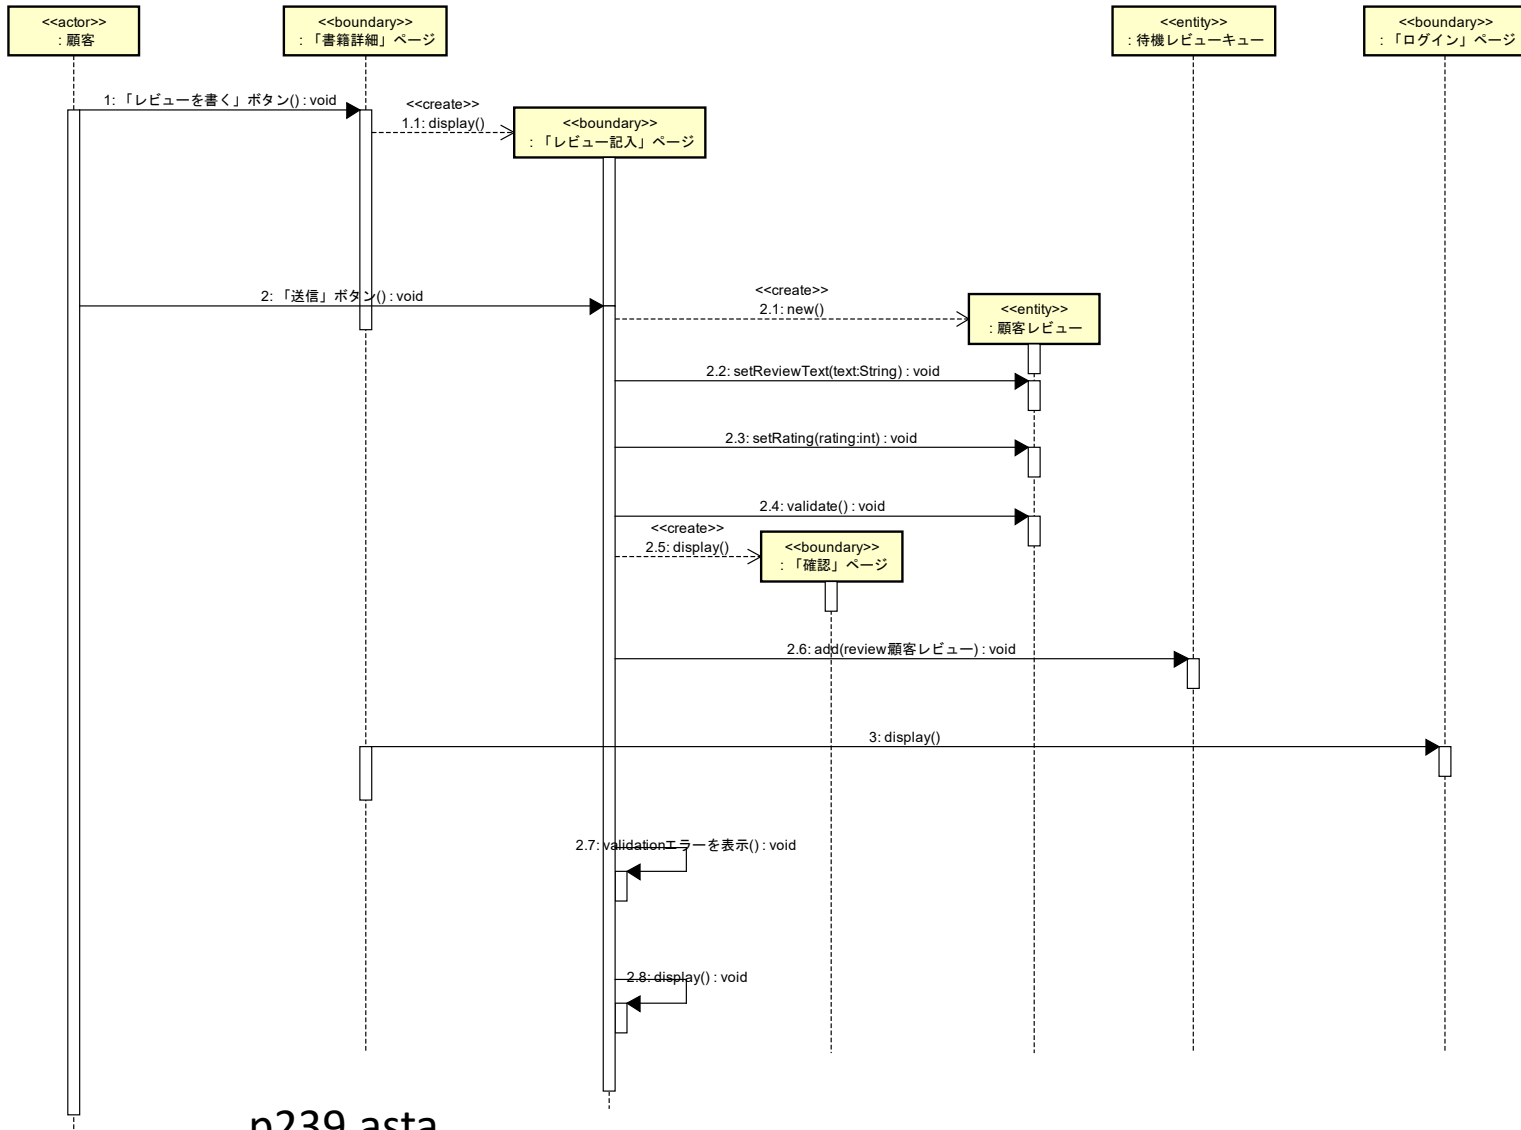 <<actor>>
: 顧客
<<boundary>>
: 「書籍詳細」ページ
<<entity>>
: 待機レビューキュー
<<boundary>>
: 「ログイン」ページ
1: 「レビューを書く」ボタン() : void
<<create>>
1.1: display()
<<boundary>>
: 「レビュー記入」ページ
2: 「送信」ボタン() : void
<<create>>
2.1: new()
<<entity>>
: 顧客レビュー
2.2: setReviewText(text:String) : void
2.3: setRating(rating:int) : void
2.4: validate() : void
<<create>>
2.5: display()
<<boundary>>
: 「確認」ページ
2.6: add(review:顧客レビュー) : void
3: display()
2.7: validationエラーを表示() : void
2.8: display() : void
p239.asta